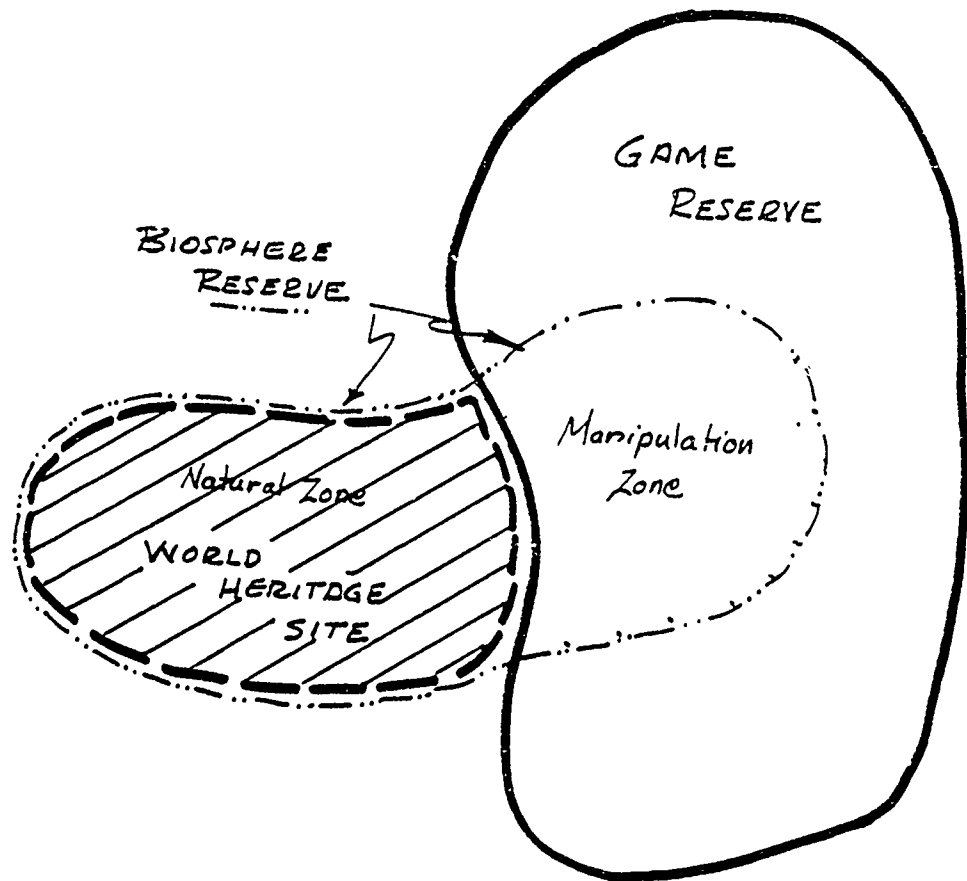 GAME
RESERVE
BIOSPHERE
RESERVE
Manipulation
Zone
Natural Zone
WORLD
HERITAGE
SITE